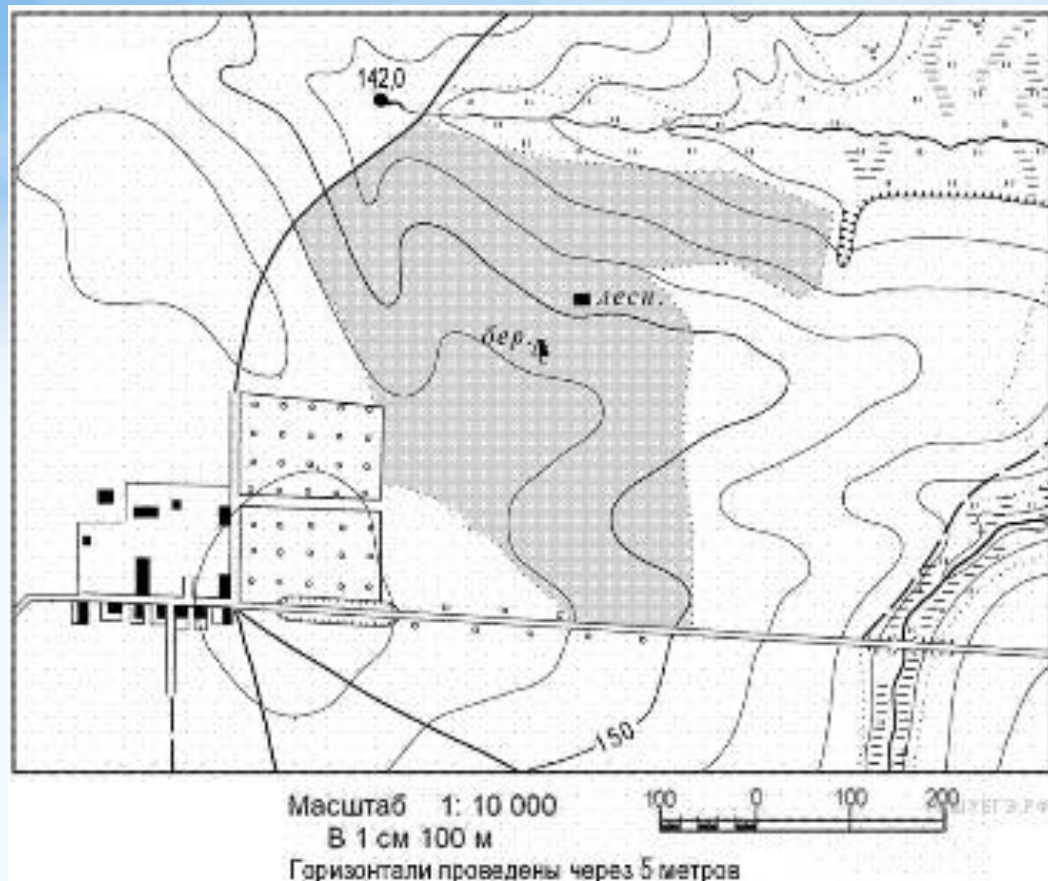 142,0
лесн.
бер.
150
Масштаб 1: 10 000
100 0 100 200
В 1 см 100 м
Горизонтали проведены через 5 метров